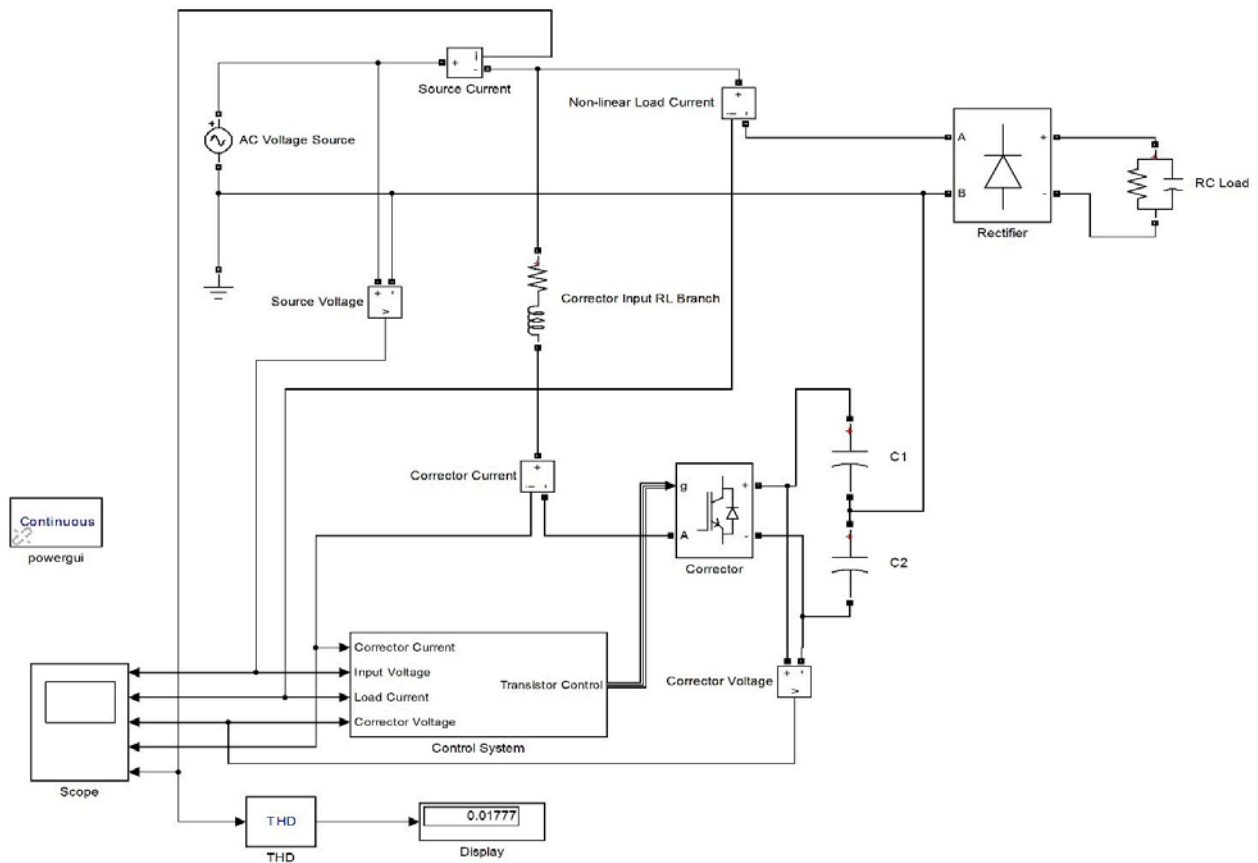 Source Current
Non-linear Load Current
AC Voltage Source
A
+
B
-
Rectifier
RC Load
Source Voltage
Corrector Input RL Branch
Corrector Current
g
+
A
-
Corrector
C1
C2
Continuous
powergui
Corrector Current
Input Voltage
Load Current
Corrector Voltage
Transistor Control
Control System
Corrector Voltage
Scope
THD
THD
0.01777
Display